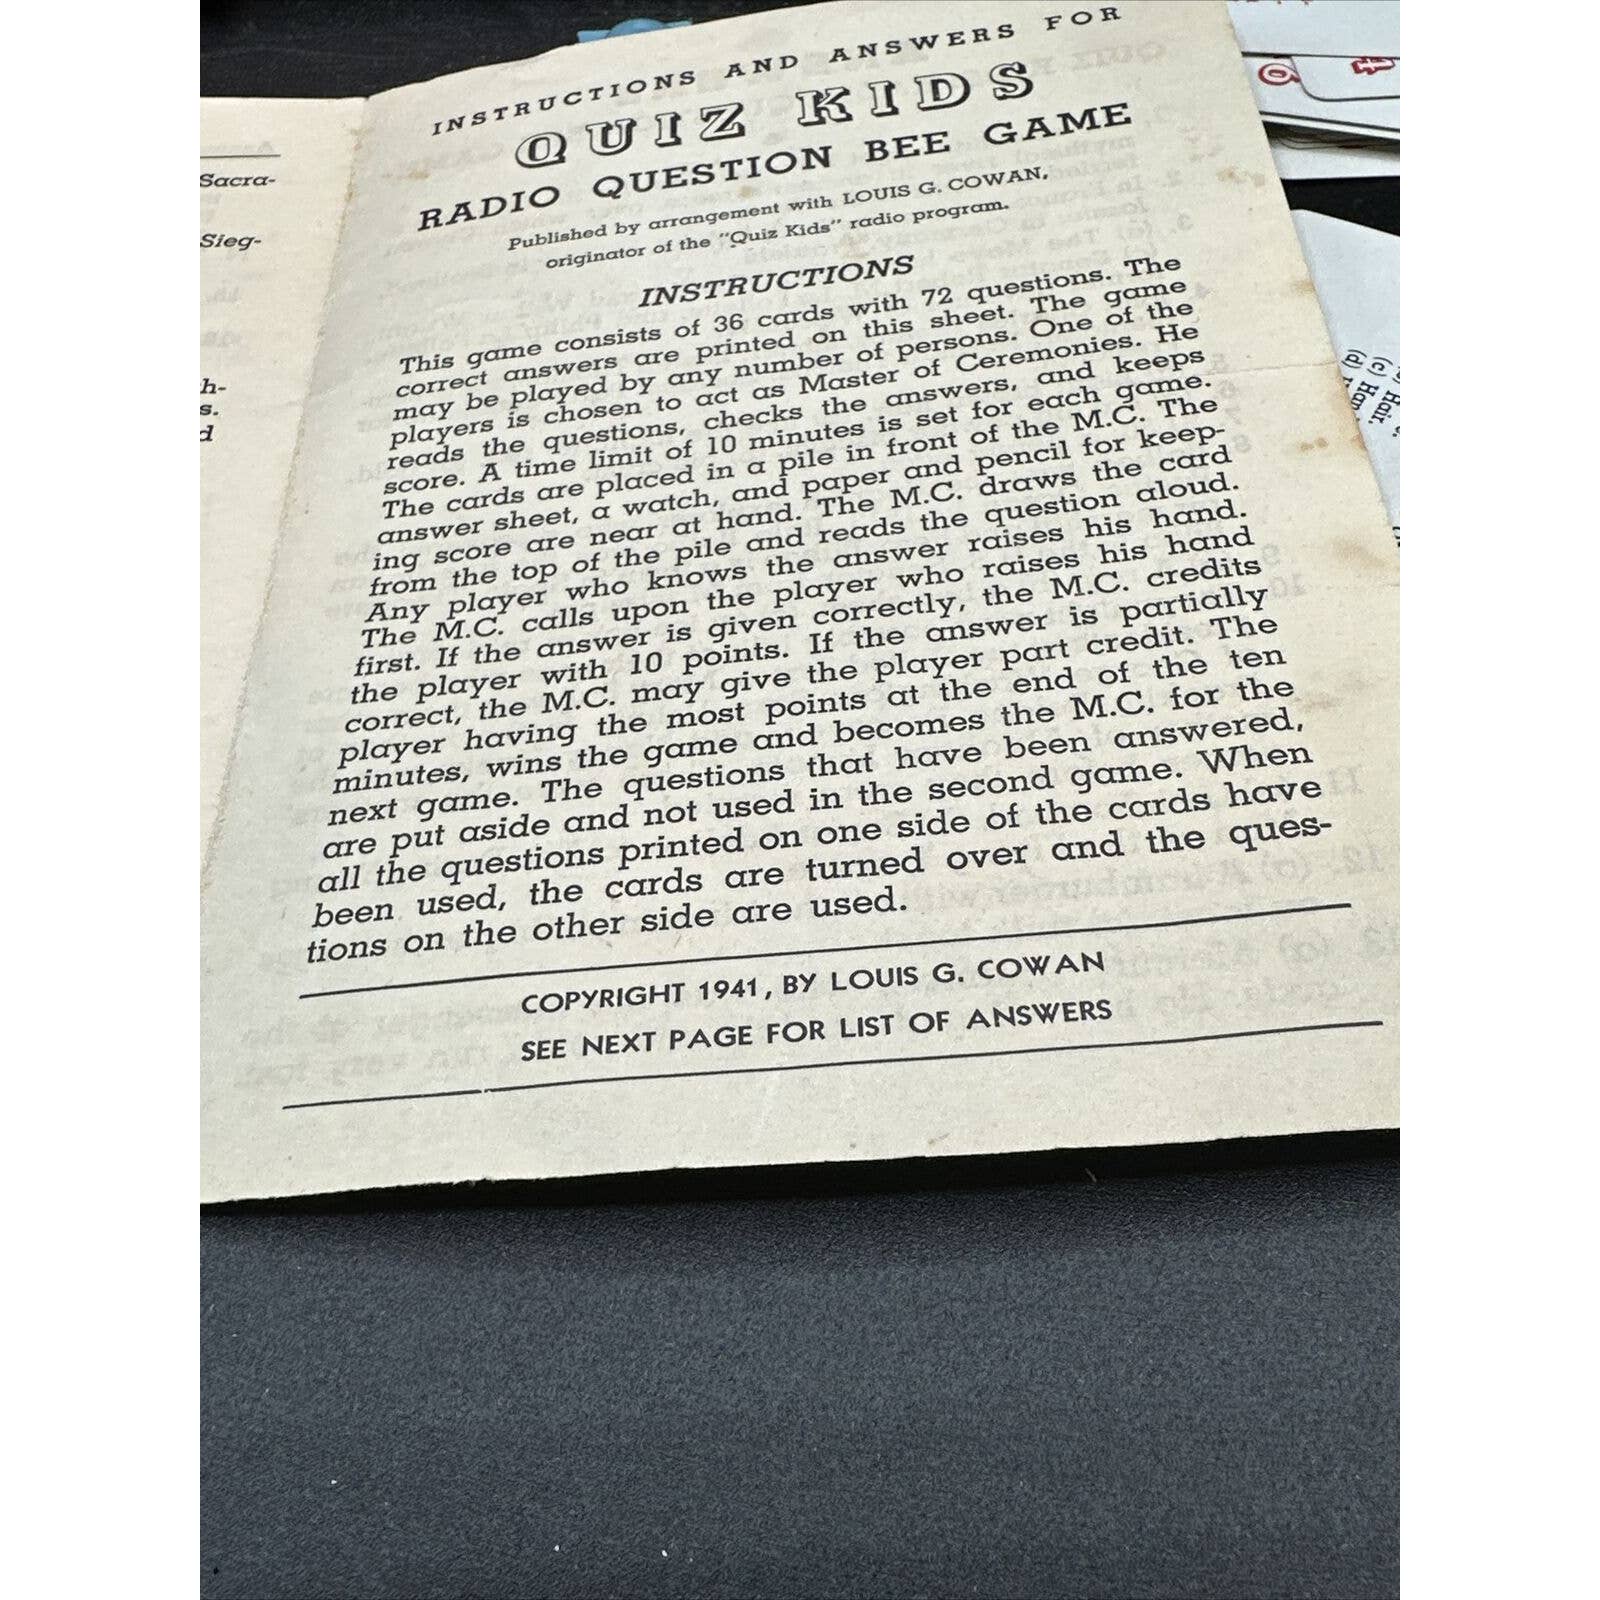 INSTRUCTIONS AND ANSWERS FOR
QUIZ KIDS
RADIO QUESTION BEE GAME
Published by arrangement with LOUIS G. COWAN,
originator of the "Quiz Kids" radio program.
INSTRUCTIONS
This game consists of 36 cards with 72 questions. The
correct answers are printed on this sheet. The game
may be played by any number of persons. One of the
players is chosen to act as Master of Ceremonies. He
reads the questions, checks the answers, and keeps
score. A time limit of 10 minutes is set for each game.
The cards are placed in a pile in front of the M.C. The
answer sheet, a watch, and paper and pencil for keep-
ing score are near at hand. The M.C. draws the card
from the top of the pile and reads the question aloud.
Any player who knows the answer raises his hand.
The M.C. calls upon the player who raises his hand
first. If the answer is given correctly, the M.C. credits
the player with 10 points. If the answer is partially
correct, the M.C. may give the player part credit. The
player having the most points at the end of the ten
minutes, wins the game and becomes the M.C. for the
next game. The questions that have been answered,
are put aside and not used in the second game. When
all the questions printed on one side of the cards have
been used, the cards are turned over and the ques-
tions on the other side are used.
COPYRIGHT 1941, BY LOUIS G. COWAN
SEE NEXT PAGE FOR LIST OF ANSWERS
Sacra-
Sieg-
h-
s.
d
(c) Hair.